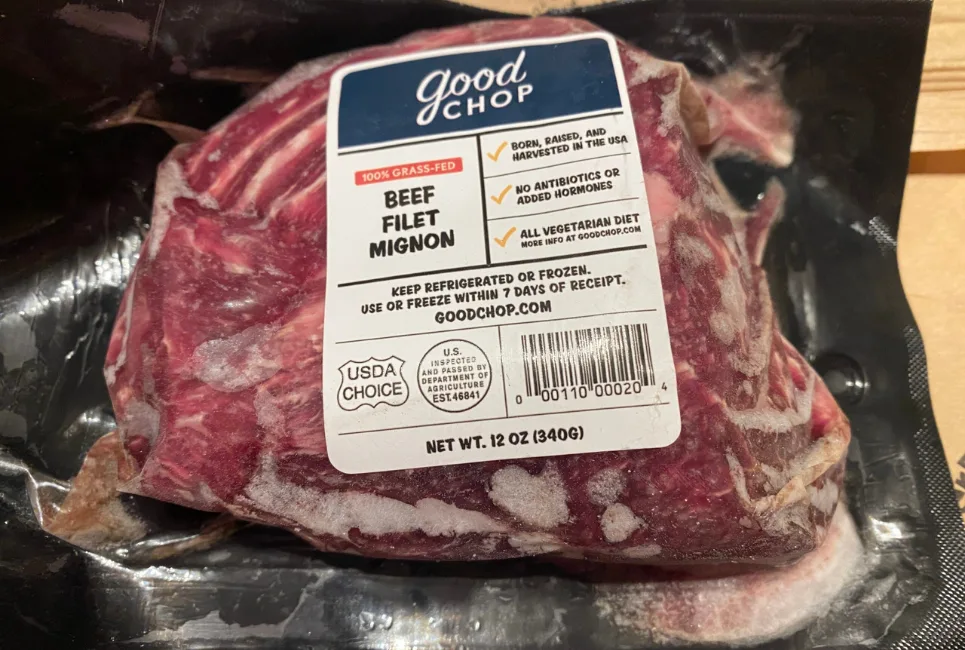 good
CHOP
100% GRASS-FED
BEEF
FILET
MIGNON
BORN, RAISED, AND
HARVESTED IN THE USA
NO ANTIBIOTICS OR
ADDED HORMONES
ALL VEGETARIAN DIET
MORE INFO AT GOODCHOP.COM
KEEP REFRIGERATED OR FROZEN.
USE OR FREEZE WITHIN 7 DAYS OF RECEIPT.
GOODCHOP.COM
USDA
CHOICE
U.S.
INSPECTED
AND PASSED BY
DEPARTMENT OF
AGRICULTURE
EST.46841
0 00110 00020 4
NET WT. 12 OZ (340G)